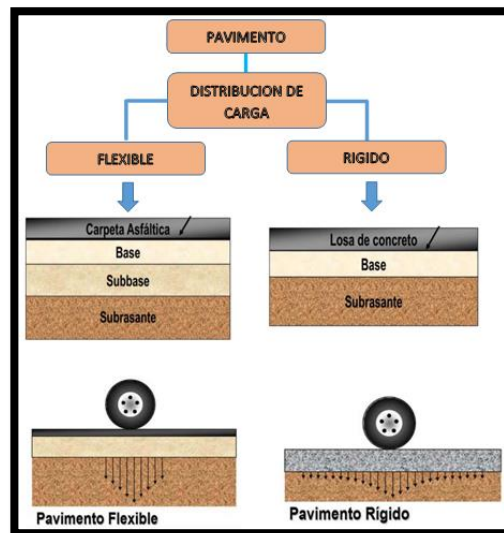 PAVIMENTO
DISTRIBUCION DE
CARGA
FLEXIBLE
RIGIDO
Carpeta Asfáltica
Base
Subbase
Subrasante
Losa de concreto
Base
Subrasante
Pavimento Flexible
Pavimento Rígido